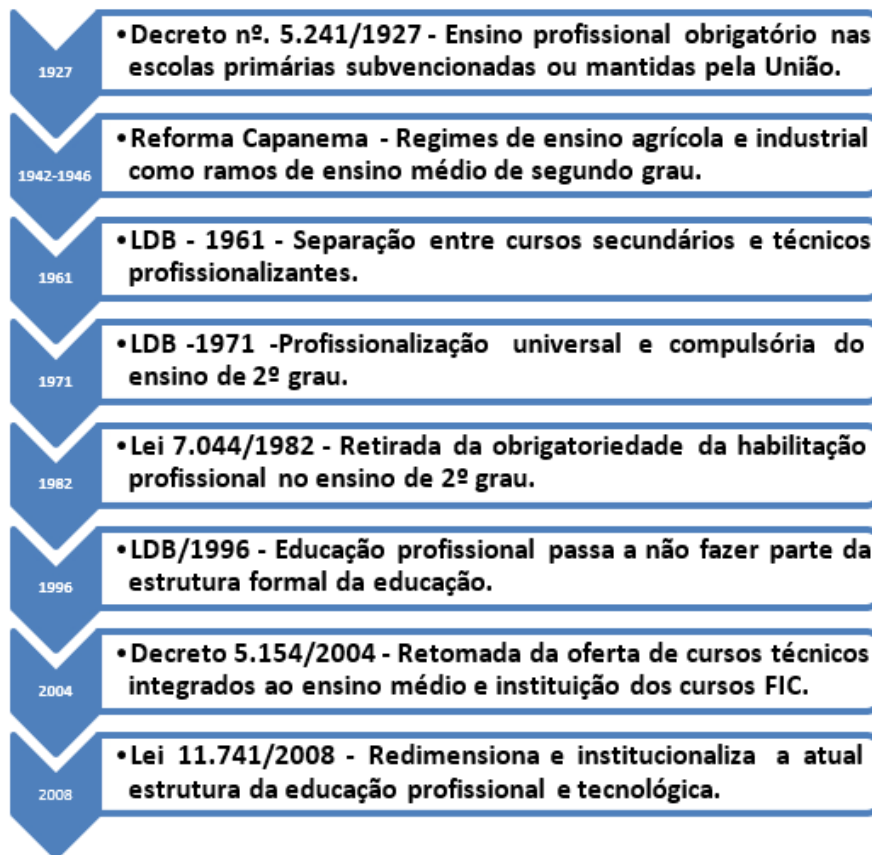 •Decreto nº. 5.241/1927 - Ensino profissional obrigatório nas
escolas primárias subvencionadas ou mantidas pela União.
1927
•Reforma Capanema - Regimes de ensino agrícola e industrial
como ramos de ensino médio de segundo grau.
1942-1946
•LDB - 1961 - Separação entre cursos secundários e técnicos
profissionalizantes.
1961
•LDB -1971 -Profissionalização universal e compulsória do
ensino de 2º grau.
1971
•Lei 7.044/1982 - Retirada da obrigatoriedade da habilitação
profissional no ensino de 2º grau.
1982
•LDB/1996 - Educação profissional passa a não fazer parte da
estrutura formal da educação.
1996
•Decreto 5.154/2004 - Retomada da oferta de cursos técnicos
integrados ao ensino médio e instituição dos cursos FIC.
2004
•Lei 11.741/2008 - Redimensiona e institucionaliza a atual
estrutura da educação profissional e tecnológica.
2008